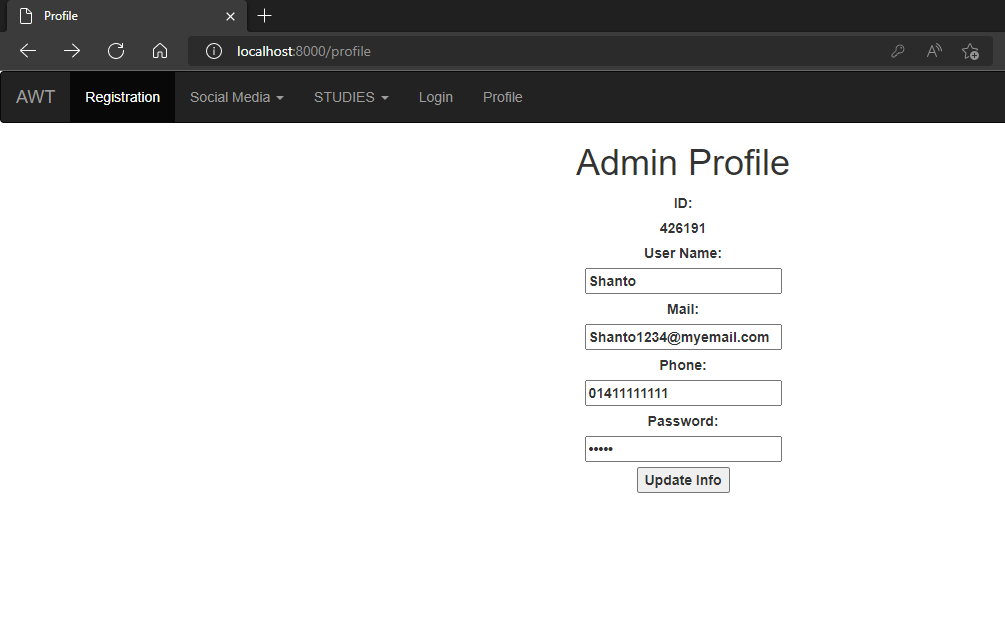 Profile
localhost:8000/profile
AWT Registration Social Media STUDIES Login Profile
Admin Profile
ID:
426191
User Name:
Shanto
Mail:
Shanto1234@myemail.com
Phone:
01411111111
Password:
•••••
Update Info